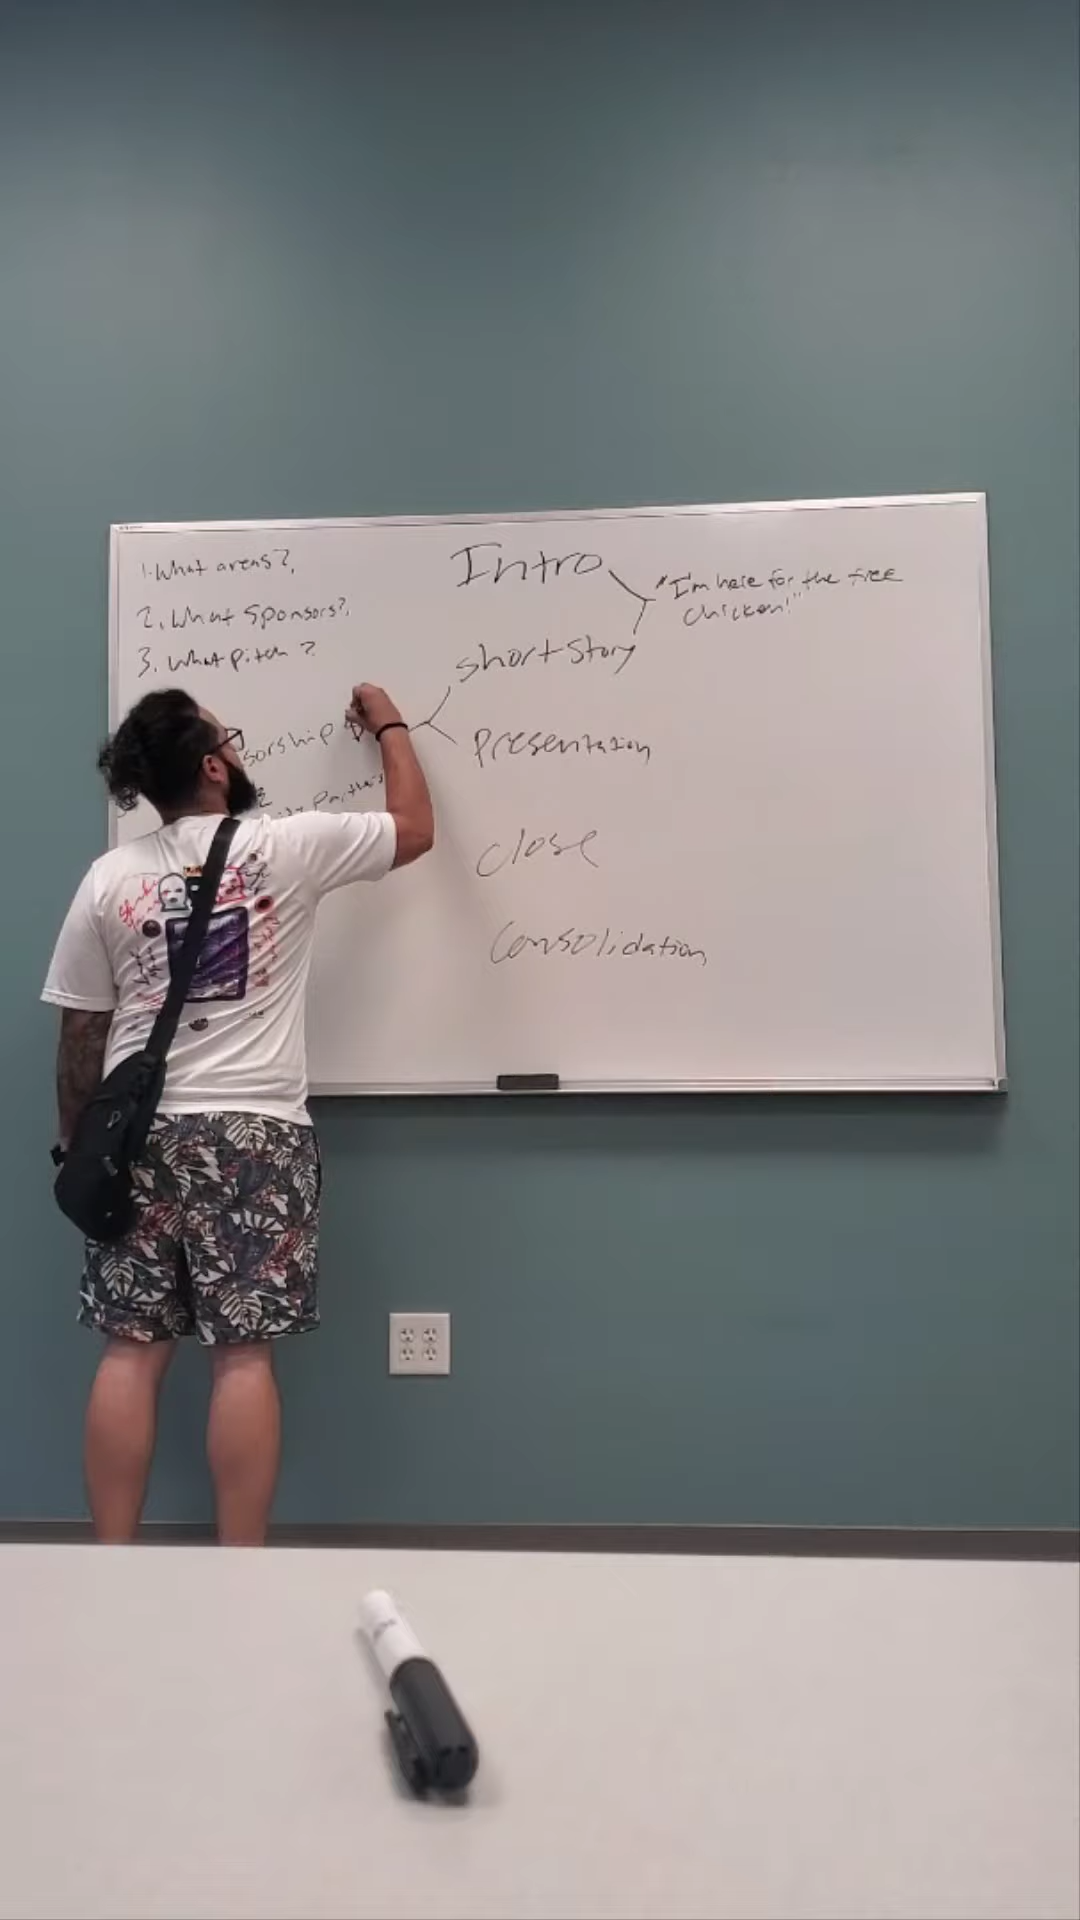 1. What areas?,
2. What Sponsors?,
3. What pitch?
sorship
Intro
"I'm here for the free
chicken!"
short story
Presentation
close
Consolidation